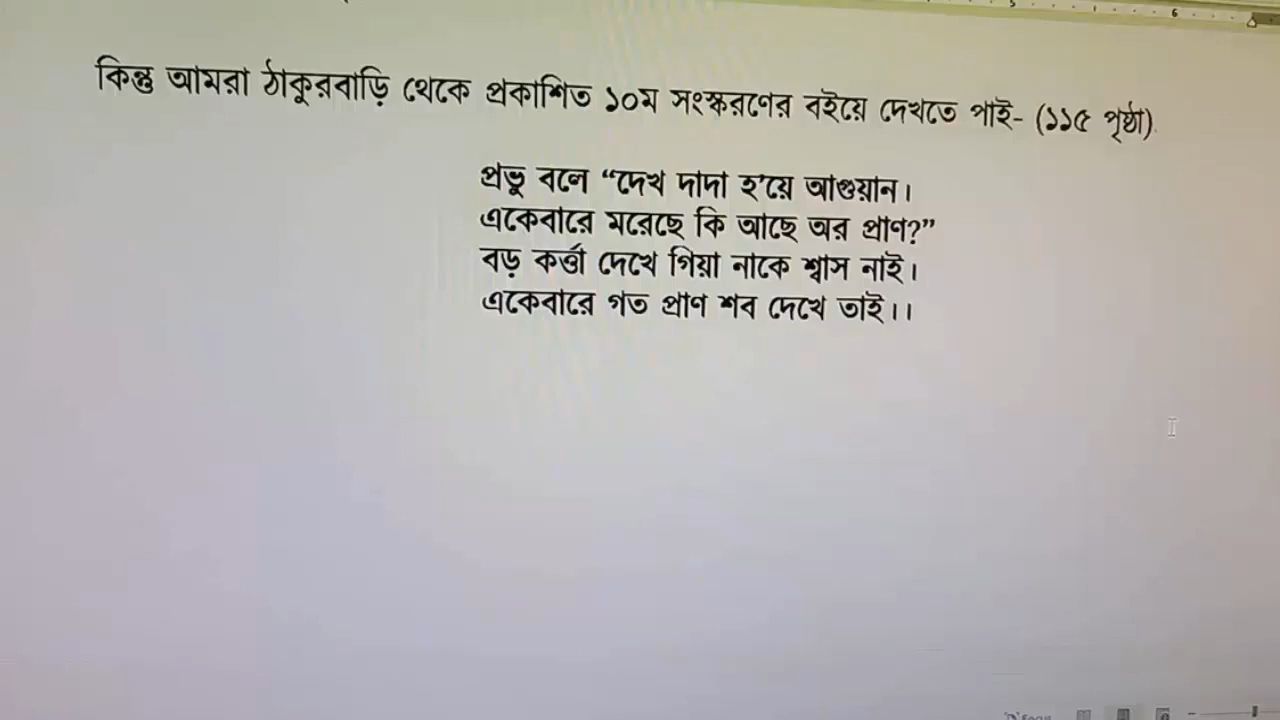 কিন্তু আমরা ঠাকুরবাড়ি থেকে প্রকাশিত ১০ম সংস্করণের বইয়ে দেখতে পাই- (১১৫ পৃষ্ঠা)
প্রভু বলে “দেখ দাদা হ’য়ে আগুয়ান।
একেবারে মরেছে কি আছে অর প্রাণ?”
বড় কর্ত্তা দেখে গিয়া নাকে শ্বাস নাই।
একেবারে গত প্রাণ শব দেখে তাই।।